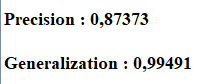 Precision : 0,87373
Generalization : 0,99491